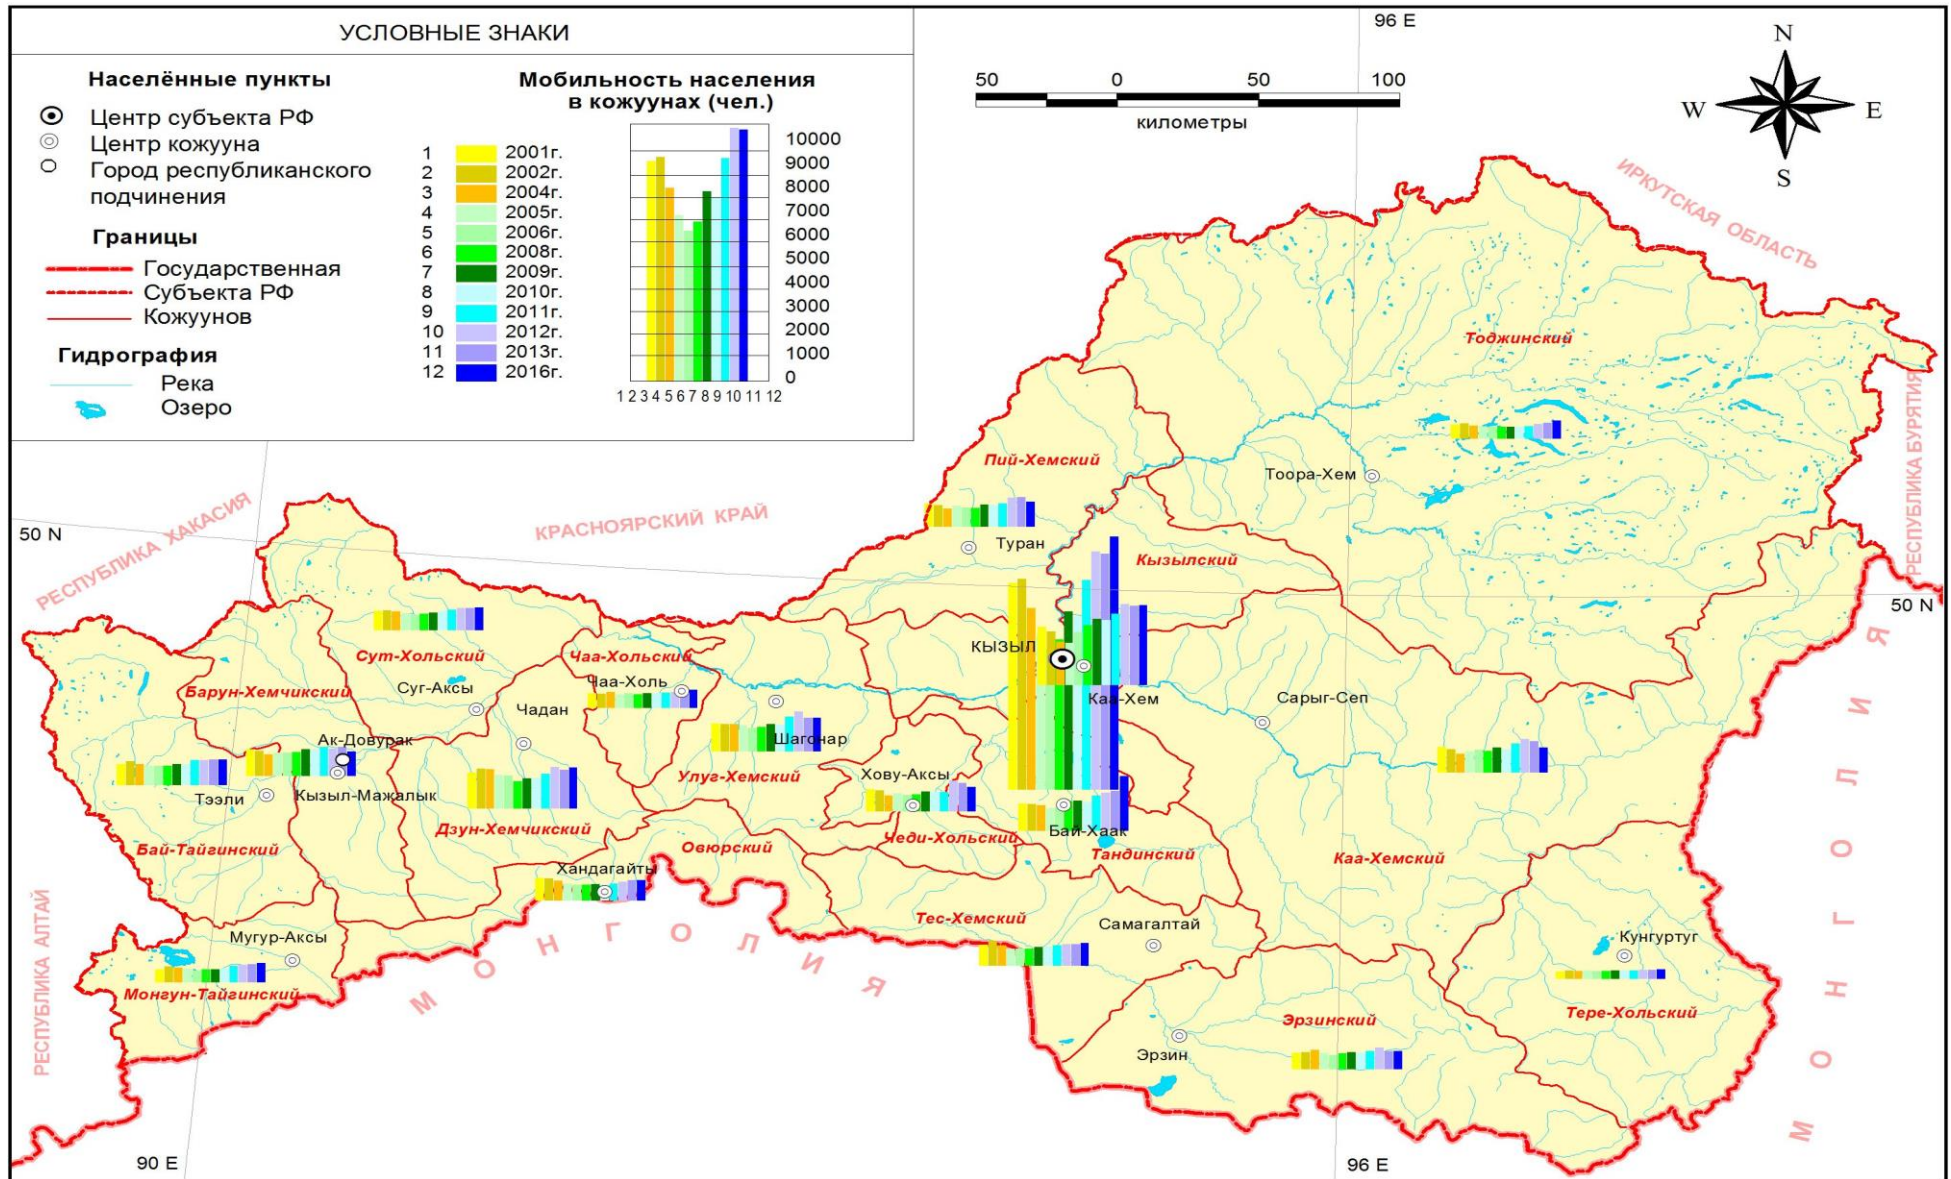 УСЛОВНЫЕ ЗНАКИ
Населённые пункты
Центр субъекта РФ
Центр кожууна
Город республиканского
подчинения
Границы
Государственная
Субъекта РФ
Кожуунов
Гидрография
Река
Озеро
Мобильность населения
в кожуунах (чел.)
1 2001г.
2 2002г.
3 2004г.
4 2005г.
5 2006г.
6 2008г.
7 2009г.
8 2010г.
9 2011г.
10 2012г.
11 2013г.
12 2016г.
10000
9000
8000
7000
6000
5000
4000
3000
2000
1000
0
1 2 3 4 5 6 7 8 9 10 11 12
50 0 50 100
километры
96 E
N
W E
S
ИРКУТСКАЯ ОБЛАСТЬ
Тоджинский
РЕСПУБЛИКА БУРЯТИЯ
Пий-Хемский
Тоора-Хем
РЕСПУБЛИКА ХАКАСИЯ
КРАСНОЯРСКИЙ КРАЙ
50 N
Туран
Кызылский
50 N
КЫЗЫЛ
Сут-Хольский
Чаа-Хольский
Чаа-Холь
Барун-Хемчикский
Суг-Аксы
Каа-Хем
Сарыг-Сеп
Чадан
Ак-Довурак
Шагонар
Улуг-Хемский
Хову-Аксы
Тээли
Кызыл-Мажалык
Дзун-Хемчикский
Бай-Хаак
Бай-Тайгинский
Овюрский
Чеди-Хольский
Тандинский
Каа-Хемский
Хандагайты
Тес-Хемский
Самагалтай
РЕСПУБЛИКА АЛТАЙ
Мугур-Аксы
Кунгуртуг
Монгун-Тайгинский
МОНГОЛИЯ
МОНГОЛИЯ
Тере-Хольский
Эрзинский
Эрзин
90 E
96 E